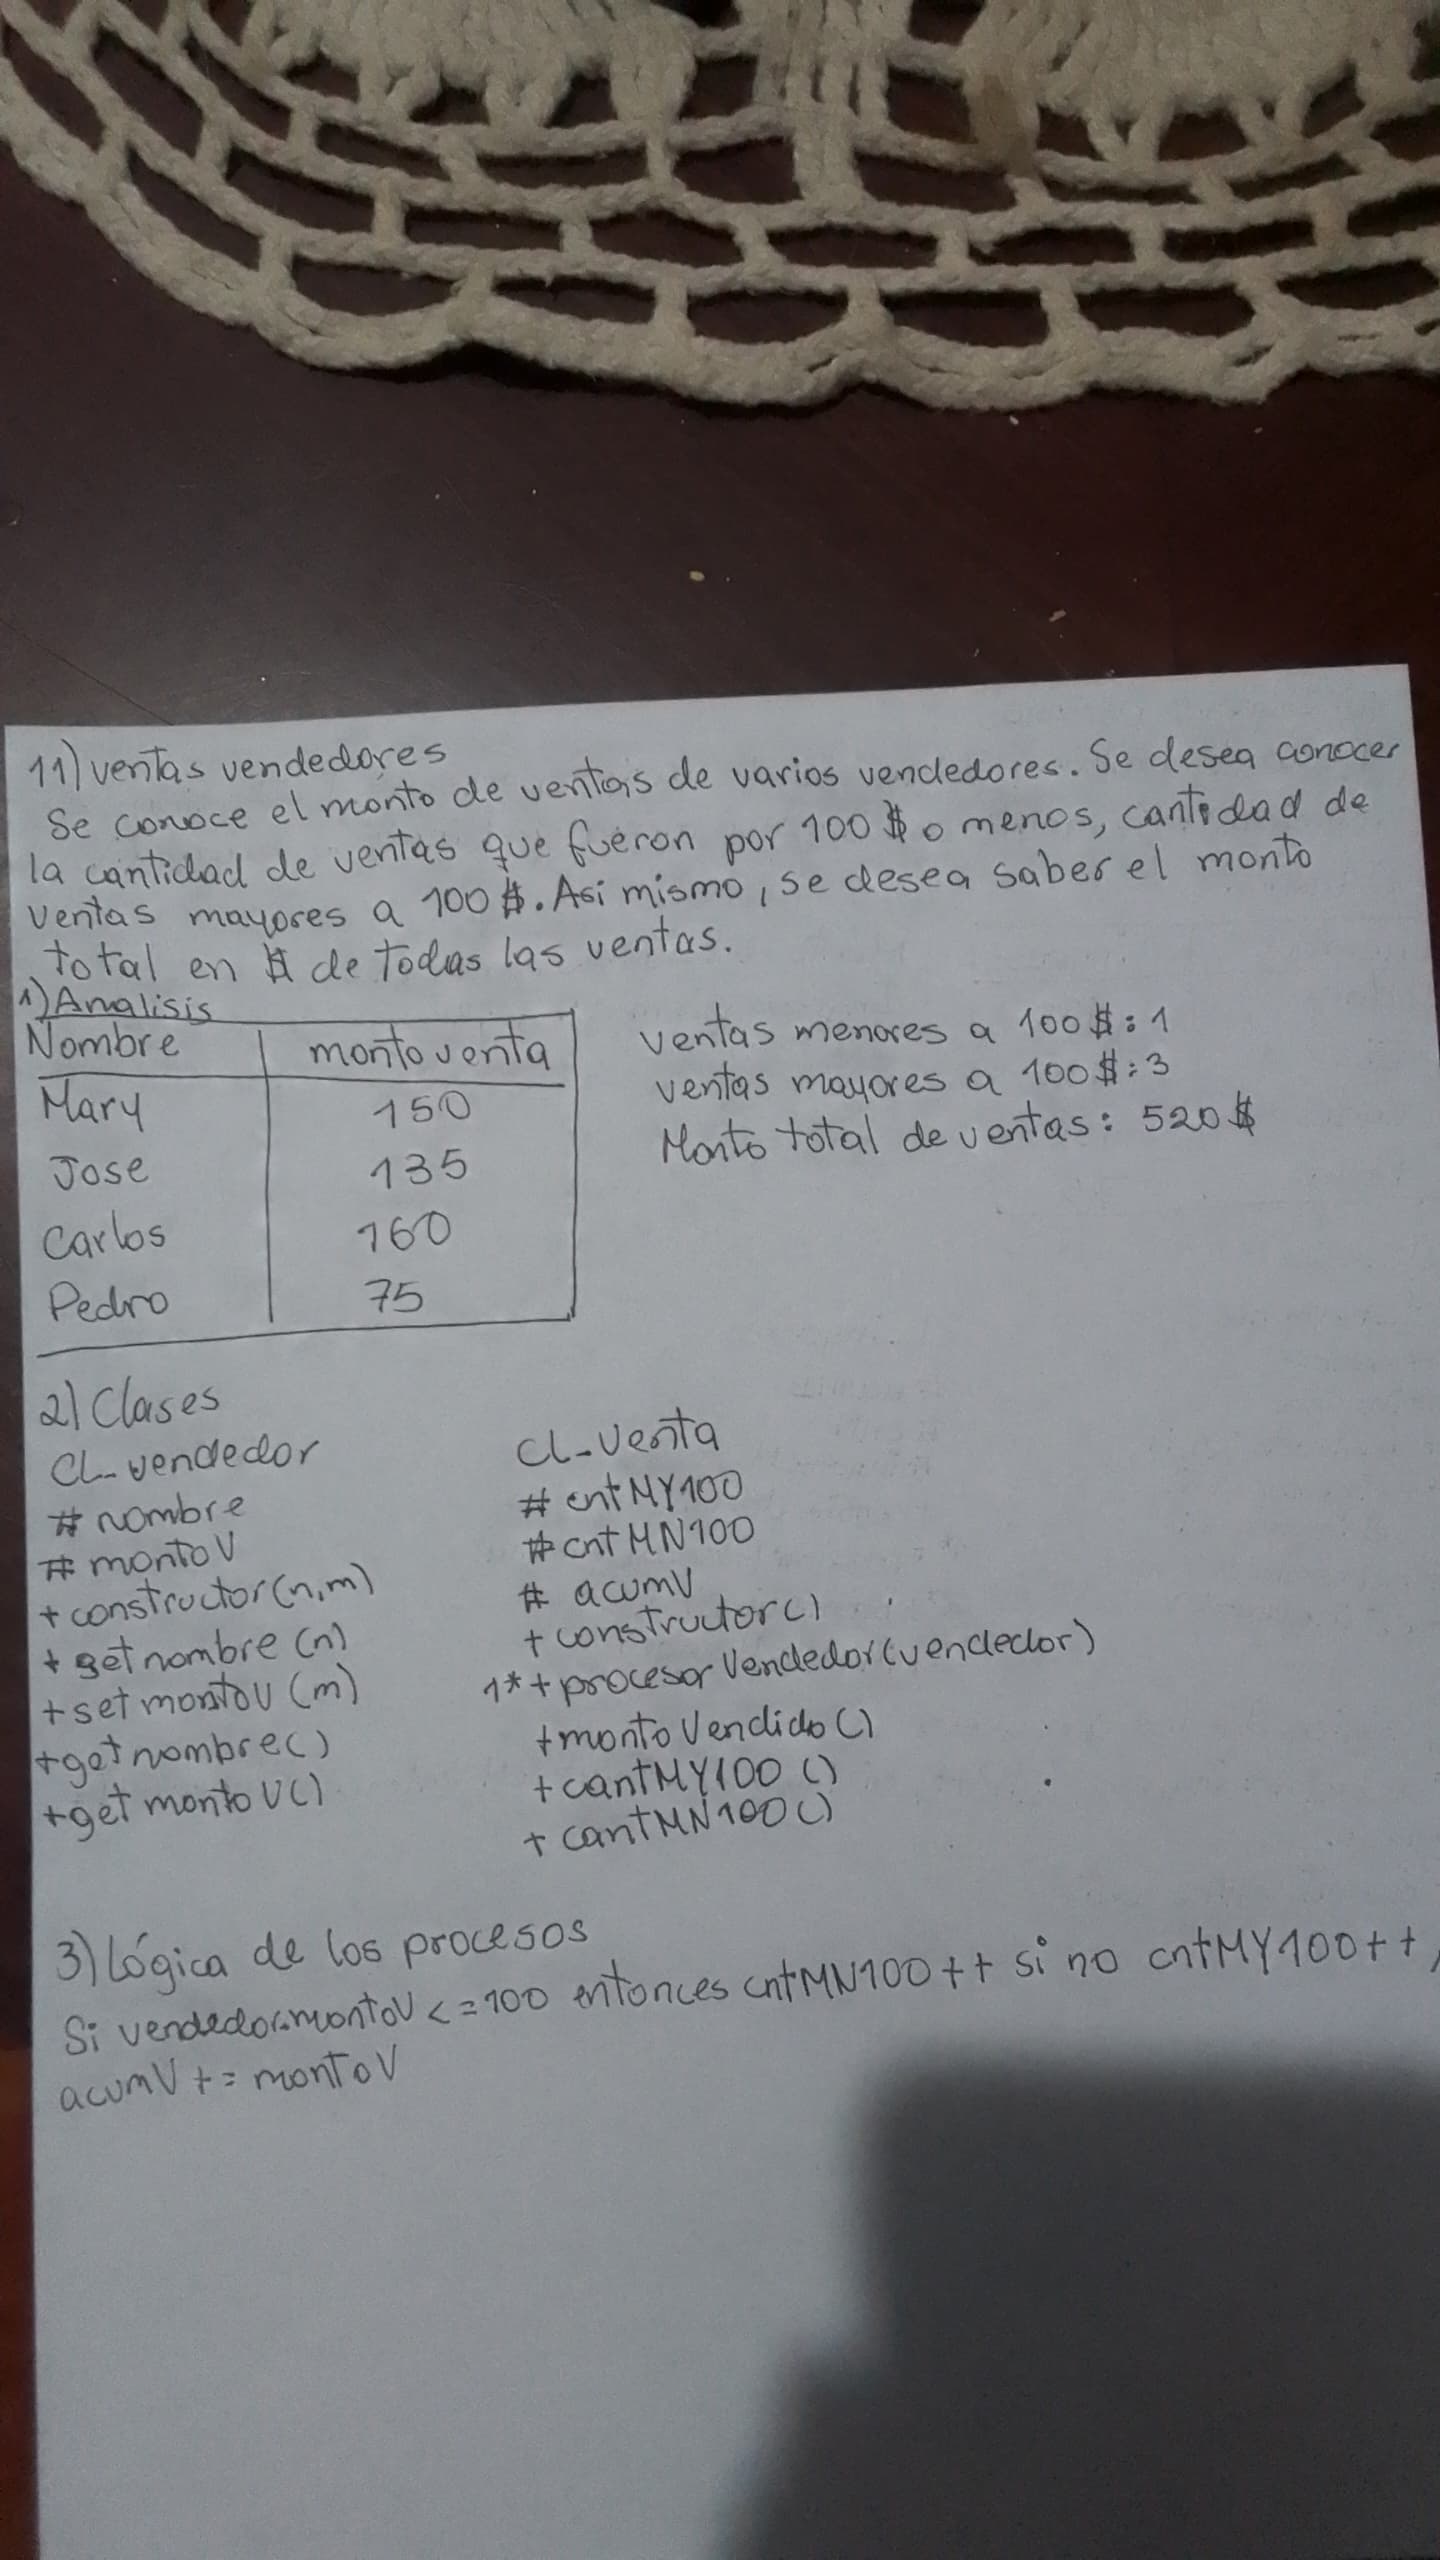 11) ventas vendedores
Se conoce el monto de ventas de varios vendedores. Se desea conocer
la cantidad de ventas que fueron por 100 $ o menos, cantidad de
ventas mayores a 100 $. Asi mismo, se desea saber el monto
total en $ de todas las ventas.
1) Analisis
Nombre monto venta
Mary 150
Jose 135
Carlos 160
Pedro 75
ventas menores a 100 $: 1
ventas mayores a 100 $: 3
Monto total de ventas: 520 $
2) Clases
CL_vendedor
# nombre
# montoV
+ constructor(n,m)
+ set nombre (n)
+ set montoV (m)
+get nombre()
+get monto V()
CL_venta
# cntMY100
# cntMN100
# acumV
+ constructor()
1* + procesar Vendedor(vendedor)
+monto Vendido()
+ cantMY100 ()
+ cantMN100()
3) Lógica de los procesos
Si vendedor.montoV <= 100 entonces cntMN100++ si no cntMY100++,
acumV += montoV